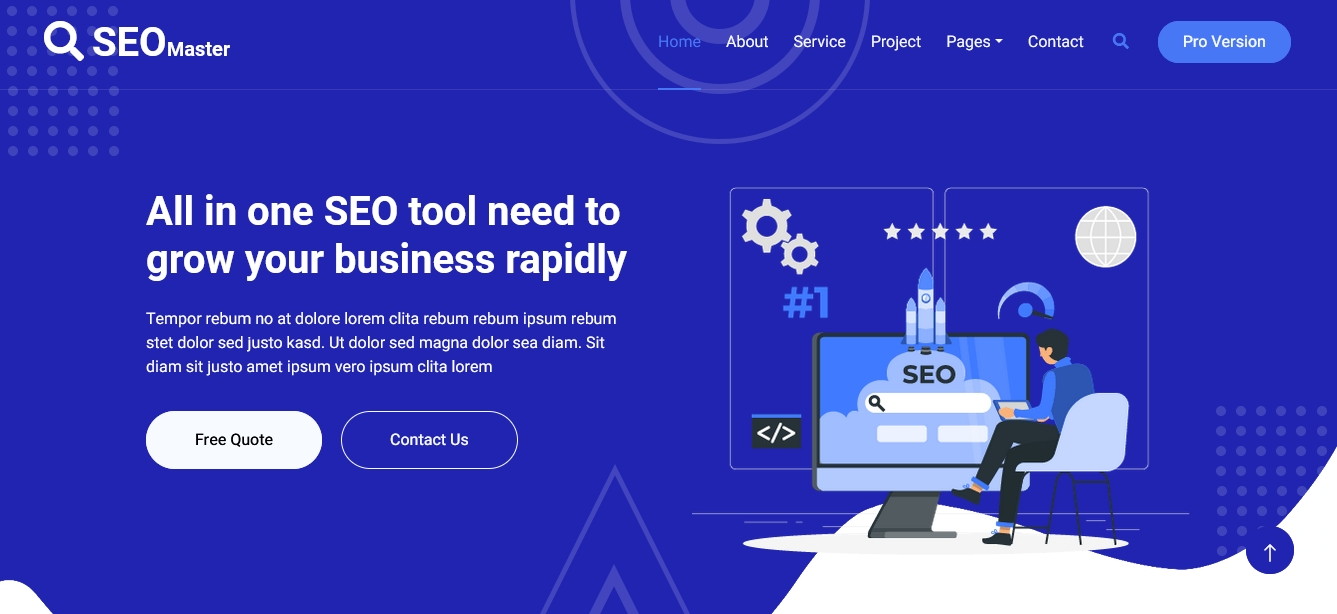 SEOMaster
Home About Service Project Pages Contact Pro Version
All in one SEO tool need to
grow your business rapidly
Tempor rebum no at dolore lorem clita rebum rebum ipsum rebum
stet dolor sed justo kasd. Ut dolor sed magna dolor sea diam. Sit
diam sit justo amet ipsum vero ipsum clita lorem
Free Quote Contact Us
#1
SEO
</>